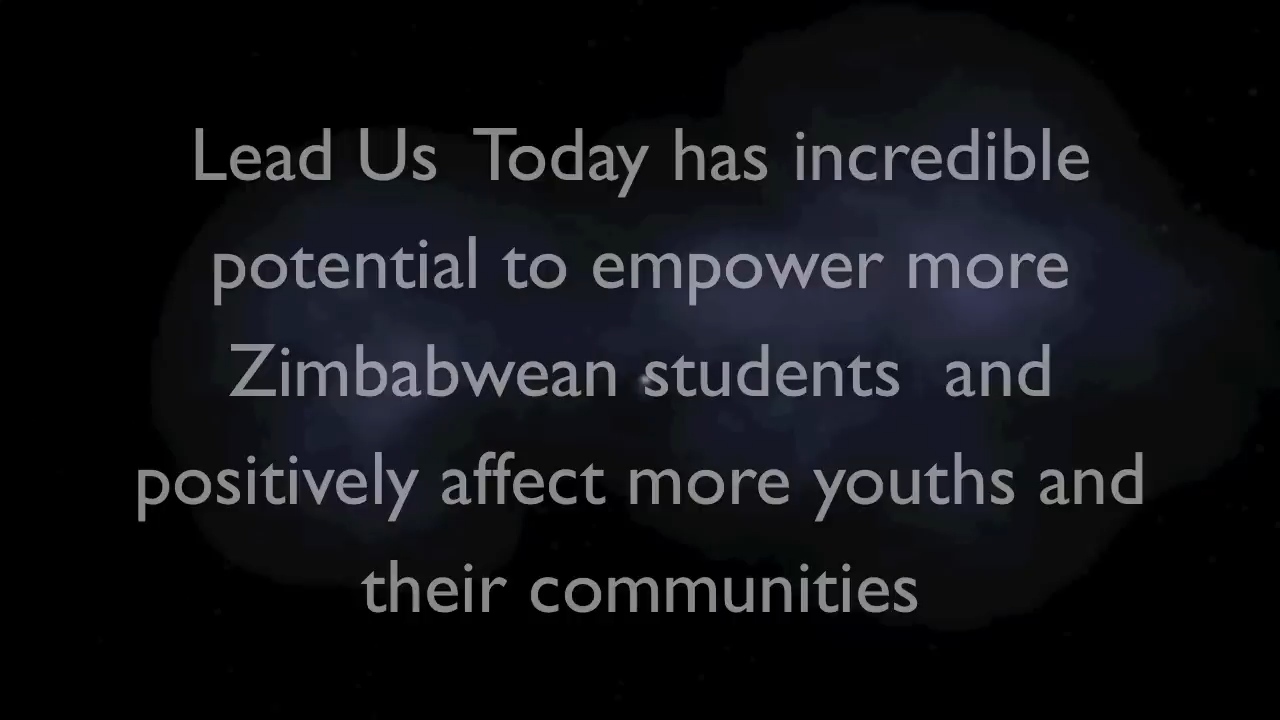 Lead Us  Today has incredible
potential to empower more
Zimbabwean students  and
positively affect more youths and
their communities